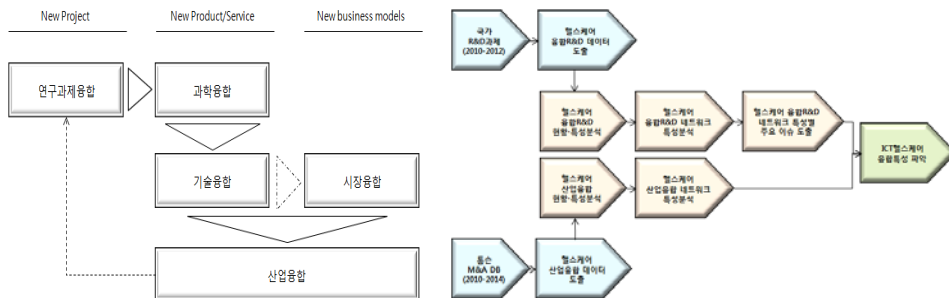 New Project
New Product/Service
New business models
연구과제융합
과학융합
기술융합
시장융합
산업융합
국가
R&D과제
(2010-2012)
헬스케어
융합R&D 데이터
도출
헬스케어
융합R&D
현황·특성분석
헬스케어
융합R&D 네트워크
특성분석
헬스케어 융합R&D
네트워크 특성별
주요 이슈 도출
ICT헬스케어
융합특성 파악
헬스케어
산업융합
현황·특성분석
헬스케어
산업융합 네트워크
특성분석
톰슨
M&A DB
(2010-2014)
헬스케어
산업융합 데이터
도출